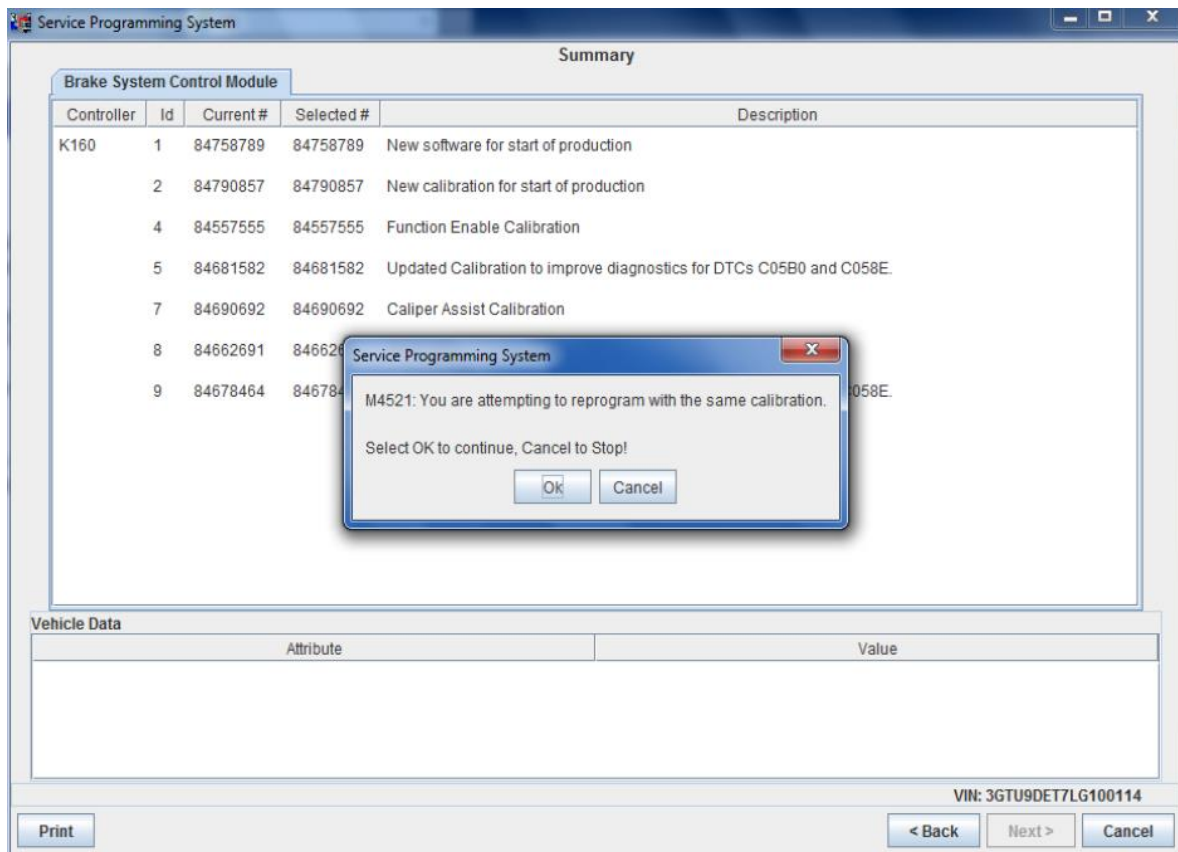 Service Programming System
Summary
Brake System Control Module
Controller Id Current # Selected # Description
K160 1 84758789 84758789 New software for start of production
2 84790857 84790857 New calibration for start of production
4 84557555 84557555 Function Enable Calibration
5 84681582 84681582 Updated Calibration to improve diagnostics for DTCs C05B0 and C058E.
7 84690692 84690692 Caliper Assist Calibration
8 84662691
9 84678464
Service Programming System
M4521: You are attempting to reprogram with the same calibration.
Select OK to continue, Cancel to Stop!
Ok Cancel
Vehicle Data
Attribute Value
VIN: 3GTU9DET7LG100114
Print < Back Next > Cancel